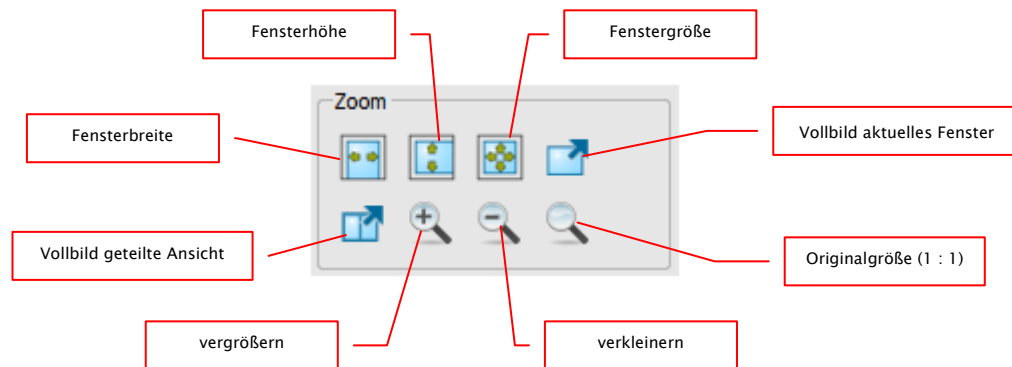 Fensterhöhe
Fenstergröße
Zoom
Fensterbreite
Vollbild aktuelles Fenster
Vollbild geteilte Ansicht
Originalgröße (1 : 1)
vergrößern
verkleinern